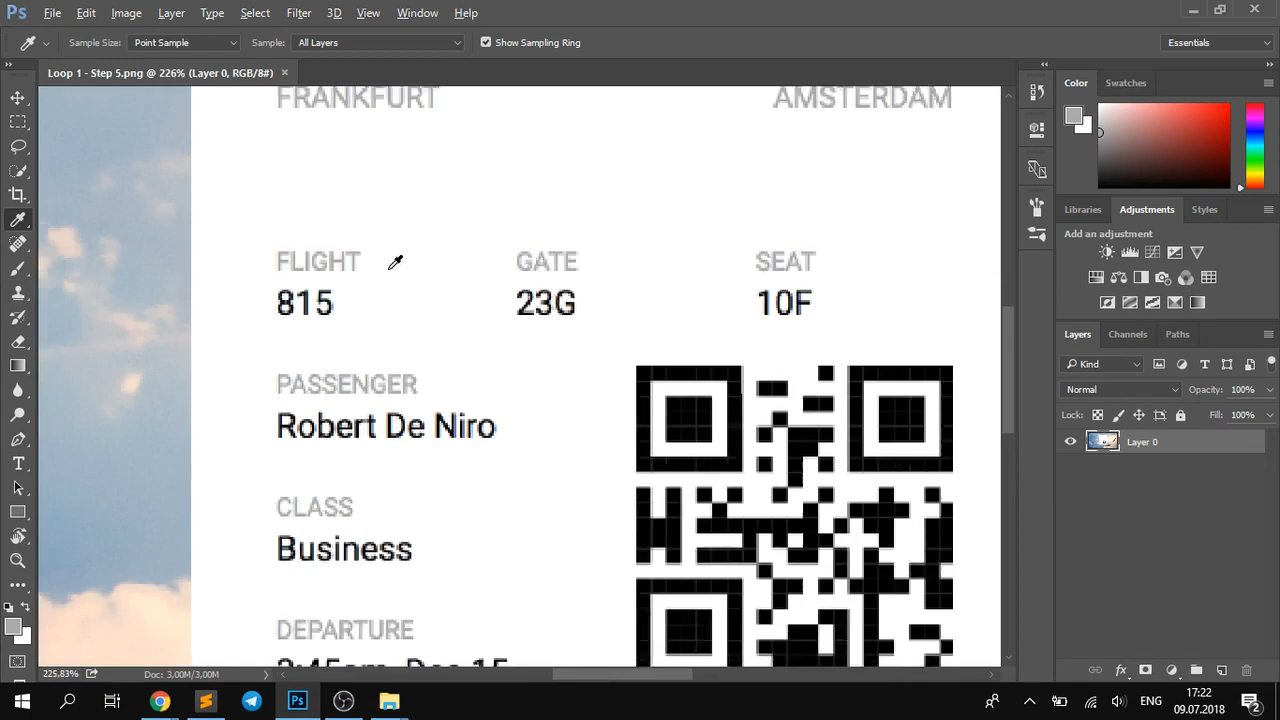 Ps File Edit Image Layer Type Select Filter 3D View Window Help
Sample Size: Point Sample Sample: All Layers Show Sampling Ring Essentials
Loop 1 - Step 5.png @ 226% (Layer 0, RGB/8#)
FRANKFURT AMSTERDAM
FLIGHT GATE SEAT
815 23G 10F
PASSENGER
Robert De Niro
CLASS
Business
DEPARTURE
Color Swatches
Libraries Adjustments Styles
Add an adjustment
Layers Channels Paths
Kind
Normal Opacity: 100%
Lock: Fill: 100%
Layer 0
225.83% Doc: 3,00M/3,00M
ENG 17:22
09.07.2018
2